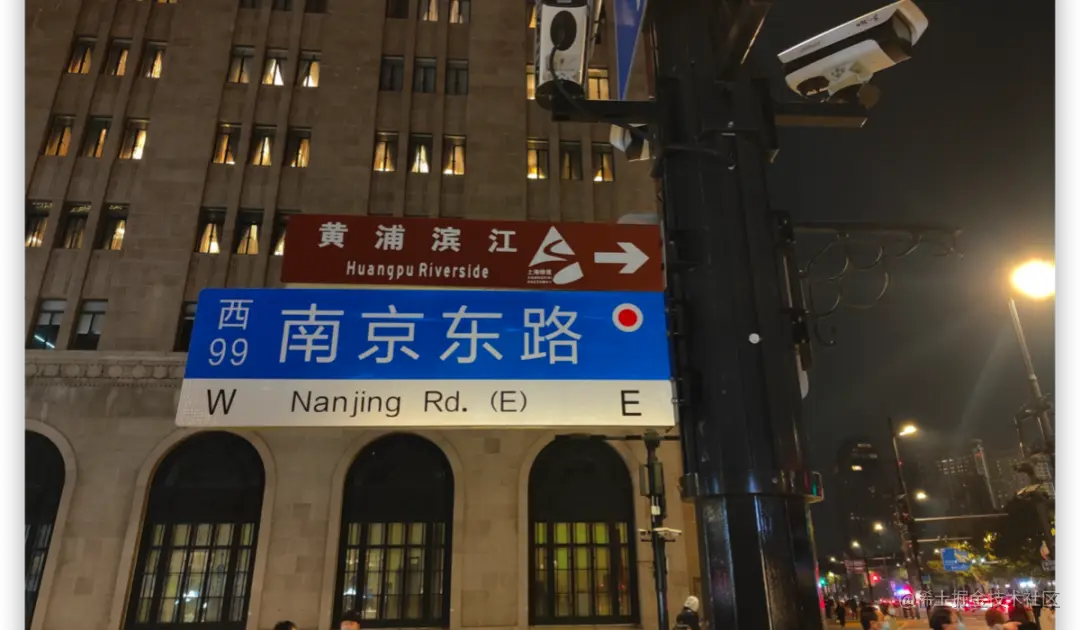 黄浦滨江
Huangpu Riverside
西
99
南京东路
W
Nanjing Rd. (E)
E
@稀土掘金技术社区